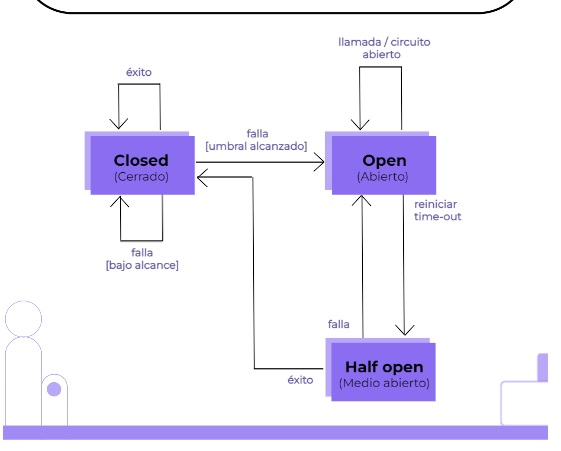 llamada / circuito
abierto
éxito
falla
[umbral alcanzado]
Closed
(Cerrado)
Open
(Abierto)
reiniciar
time-out
falla
[bajo alcance]
falla
Half open
(Medio abierto)
éxito